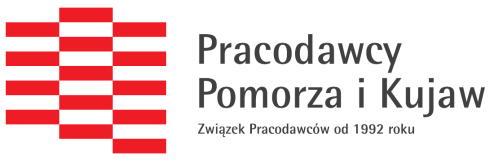 Pracodawcy
Pomorza i Kujaw
Związek Pracodawców od 1992 roku